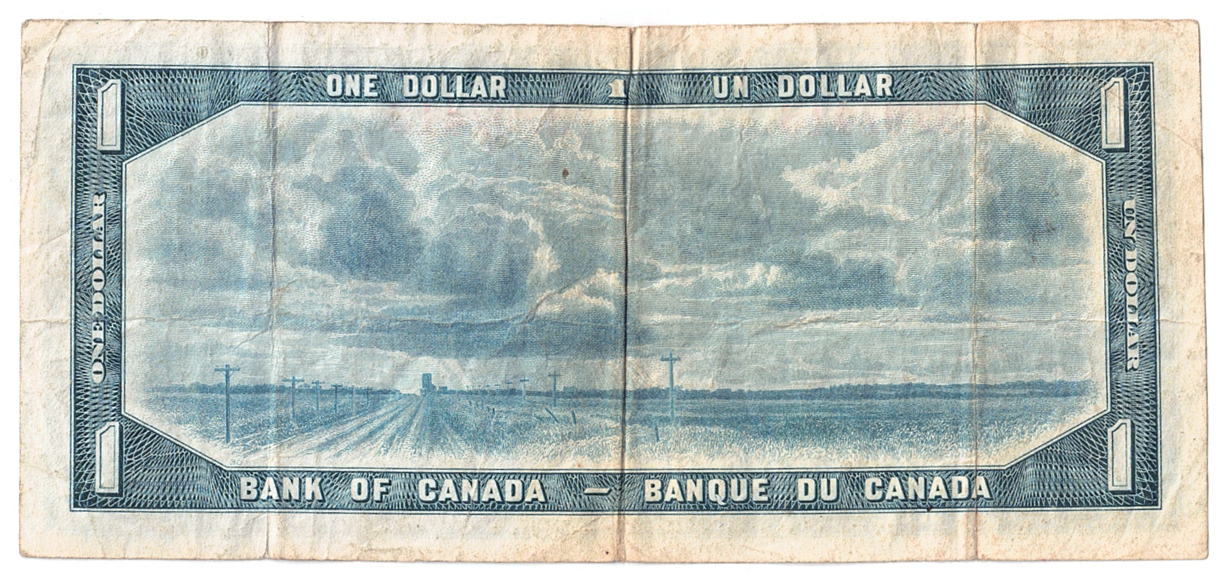 ONE DOLLAR 1 UN DOLLAR
1 1
ONE DOLLAR UN DOLLAR
1 1
BANK OF CANADA – BANQUE DU CANADA